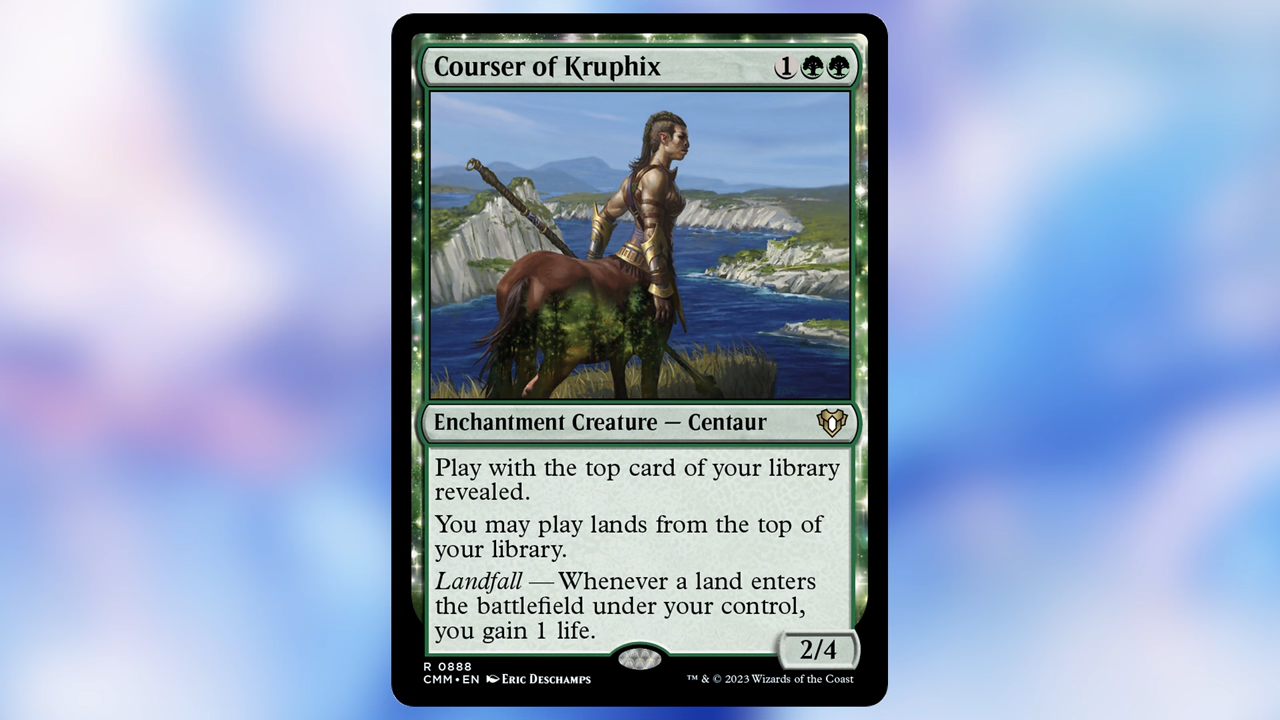 Courser of Kruphix 1
Enchantment Creature — Centaur
Play with the top card of your library
revealed.
You may play lands from the top of
your library.
Landfall — Whenever a land enters
the battlefield under your control,
you gain 1 life.
2/4
R 0888
CMM • EN Eric Deschamps
™ & © 2023 Wizards of the Coast